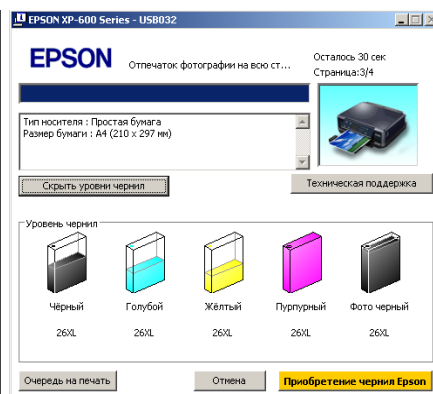 EPSON XP-600 Series - USB032
EPSON
Отпечаток фотографии на всю ст...
Осталось 30 сек
Страница:3/4
Тип носителя : Простая бумага
Размер бумаги : A4 (210 x 297 мм)
Скрыть уровни чернил
Техническая поддержка
Уровень чернил
Чёрный Голубой Жёлтый Пурпурный Фото черный
26XL 26XL 26XL 26XL 26XL
Очередь на печать Отмена Приобретение чернил Epson